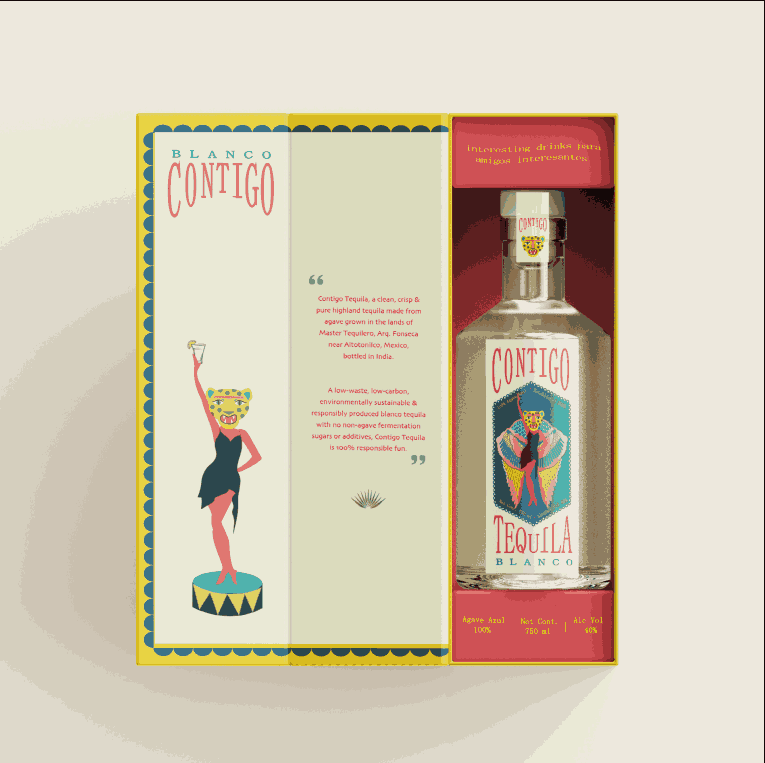 BLANCO
CONTIGO
“
Contigo Tequila, a clean, crisp &
pure highland tequila made from
agave grown in the lands of
Master Tequilero, Arq. Fonseca
near Altotonilco, Mexico,
bottled in India.
A low-waste, low-carbon,
environmentally sustainable &
responsibly produced blanco tequila
with no non-agave fermentation
sugars or additives, Contigo Tequila
is 100% responsible fun.
”
interesting drinks para
amigos interesantes
CONTIGO
CONTIGO
TEQUILA
BLANCO
Agave Azul
100%
Net Cont.
750 ml
Alc Vol
40%